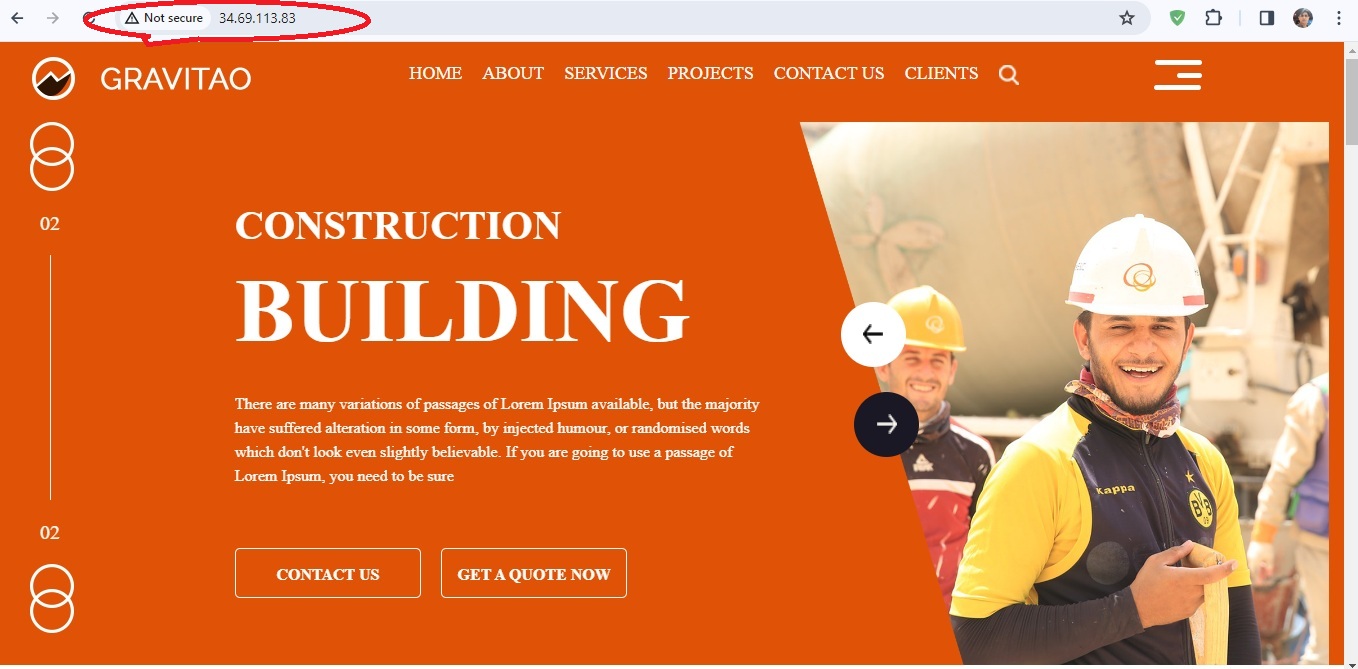 Not secure 34.69.113.83
GRAVITAO
HOME ABOUT SERVICES PROJECTS CONTACT US CLIENTS
02
CONSTRUCTION
BUILDING
There are many variations of passages of Lorem Ipsum available, but the majority
have suffered alteration in some form, by injected humour, or randomised words
which don't look even slightly believable. If you are going to use a passage of
Lorem Ipsum, you need to be sure
02
CONTACT US
GET A QUOTE NOW
Kappa
BVB
09